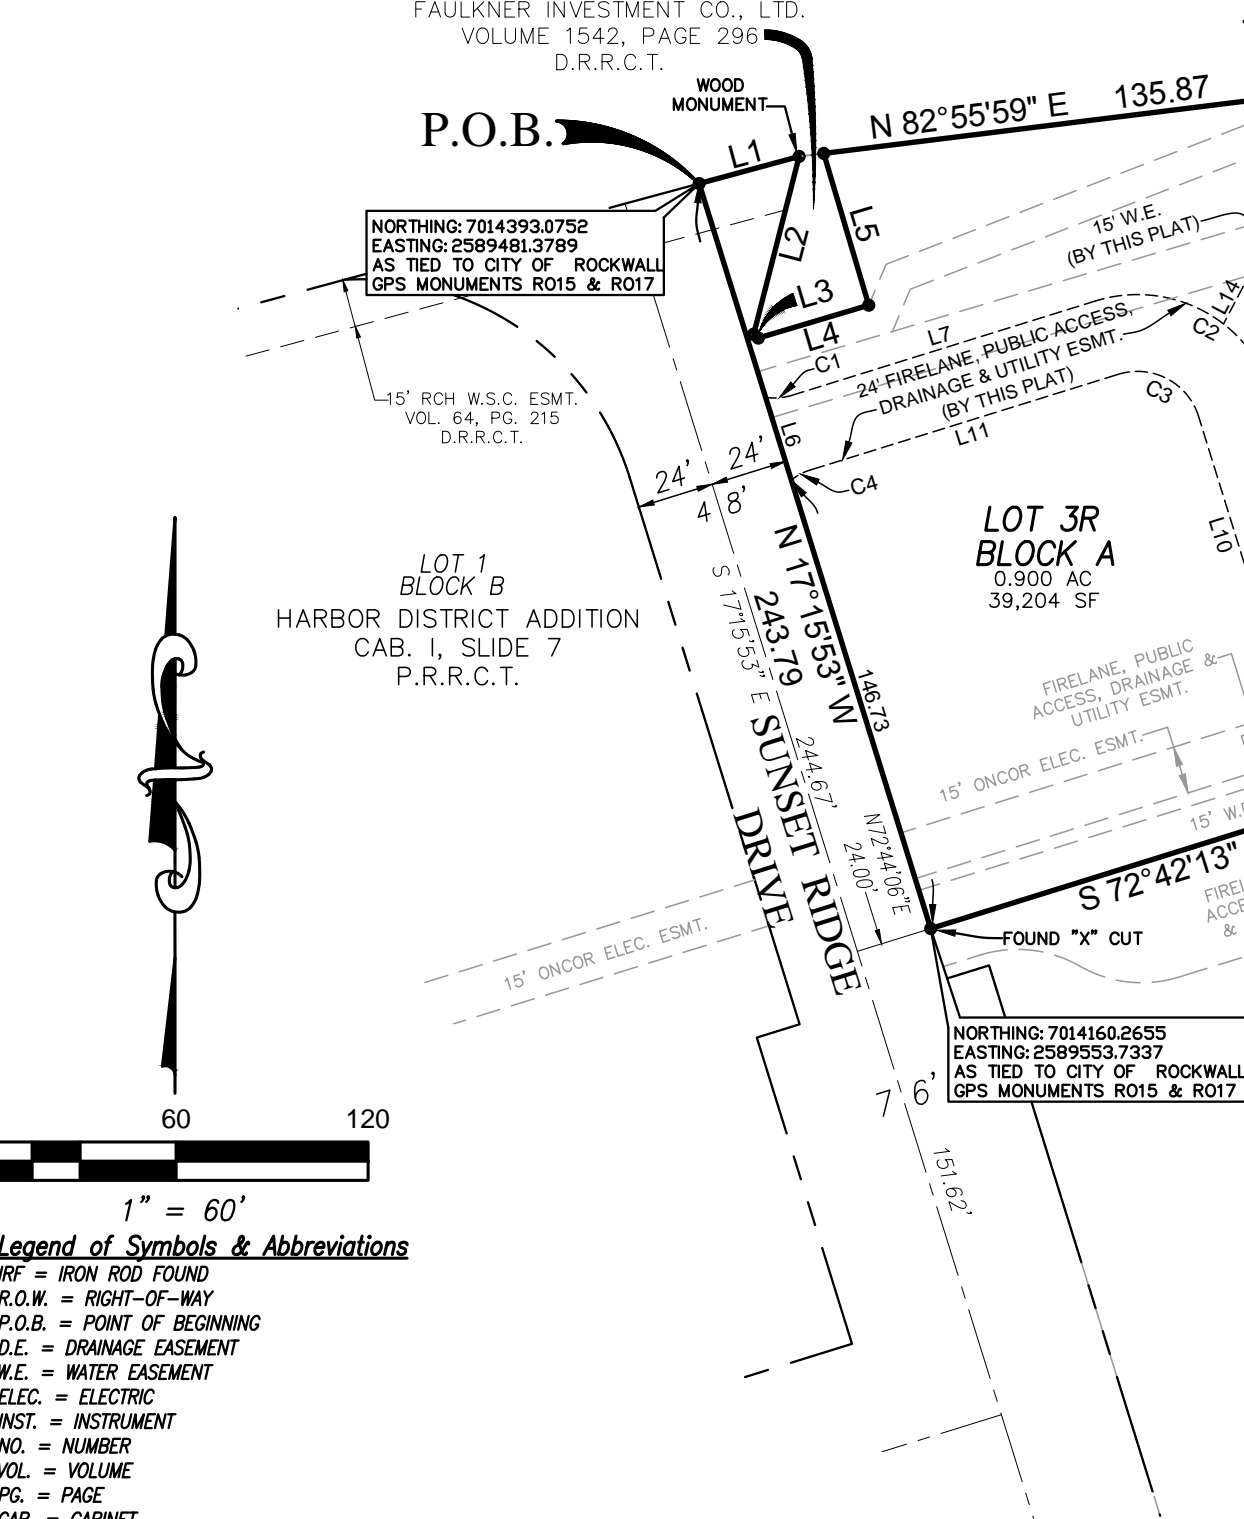 FAULKNER INVESTMENT CO., LTD.
VOLUME 1542, PAGE 296
D.R.R.C.T.
WOOD
MONUMENT
P.O.B.
L1
N 82°55'59" E 135.87
NORTHING: 7014393.0752
EASTING: 2589481.3789
AS TIED TO CITY OF ROCKWALL
GPS MONUMENTS RO15 & RO17
L2
L5
L3
L4
15' W.E.
(BY THIS PLAT)
L14
C2
L7
C1
24' FIRELANE, PUBLIC ACCESS,
DRAINAGE & UTILITY ESMT.
(BY THIS PLAT)
C3
L11
L6
C4
L10
15' RCH W.S.C. ESMT.
VOL. 64, PG. 215
D.R.R.C.T.
24'
24'
48'
LOT 3R
BLOCK A
0.900 AC
39,204 SF
LOT 1
BLOCK B
HARBOR DISTRICT ADDITION
CAB. I, SLIDE 7
P.R.R.C.T.
N 17°15'53" W
243.79
S 17°15'53" E
244.67'
146.73
SUNSET RIDGE
DRIVE
FIRELANE, PUBLIC
ACCESS, DRAINAGE &
UTILITY ESMT.
15' ONCOR ELEC. ESMT.
15' W.E
N72°44'06"E
24.00'
S 72°42'13"
FOUND "X" CUT
ACCE
&
15' ONCOR ELEC. ESMT.
NORTHING: 7014160.2655
EASTING: 2589553.7337
AS TIED TO CITY OF ROCKWALL
GPS MONUMENTS RO15 & RO17
76'
151.62'
60 120
1" = 60'
Legend of Symbols & Abbreviations
IRF = IRON ROD FOUND
R.O.W. = RIGHT-OF-WAY
P.O.B. = POINT OF BEGINNING
D.E. = DRAINAGE EASEMENT
W.E. = WATER EASEMENT
ELEC. = ELECTRIC
INST. = INSTRUMENT
NO. = NUMBER
VOL. = VOLUME
PG. = PAGE
CAB. = CABINET